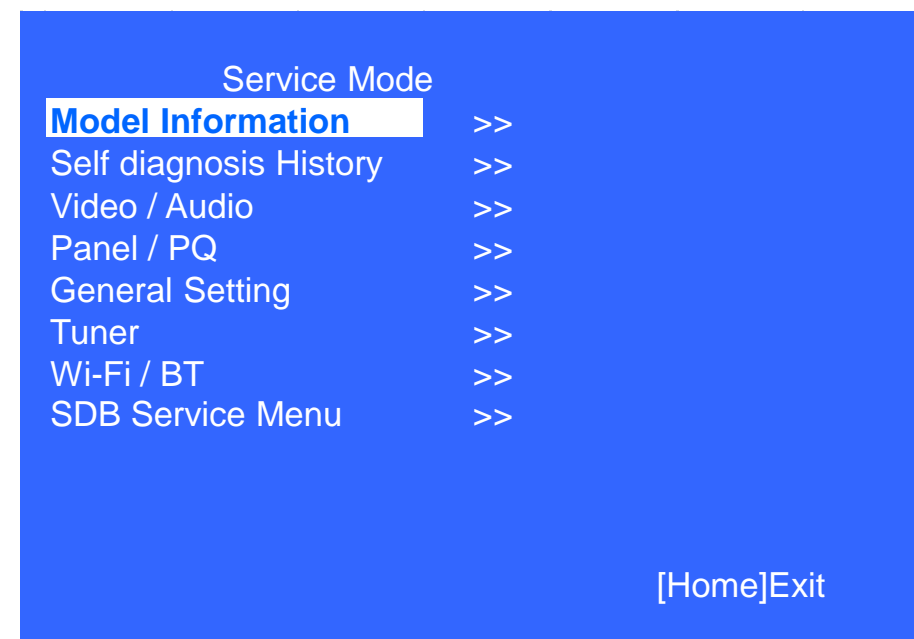 Service Mode
Model Information >>
Self diagnosis History >>
Video / Audio >>
Panel / PQ >>
General Setting >>
Tuner >>
Wi-Fi / BT >>
SDB Service Menu >>
[Home]Exit